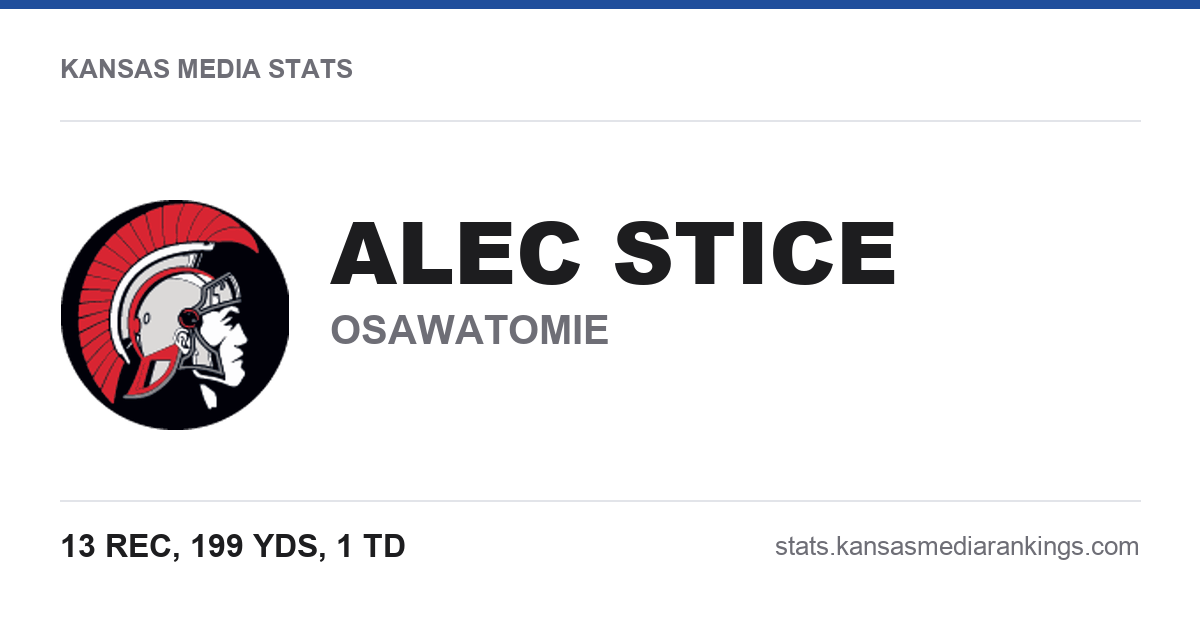 KANSAS MEDIA STATS
ALEC STICE
OSAWATOMIE
13 REC, 199 YDS, 1 TD
stats.kansasmediarankings.com